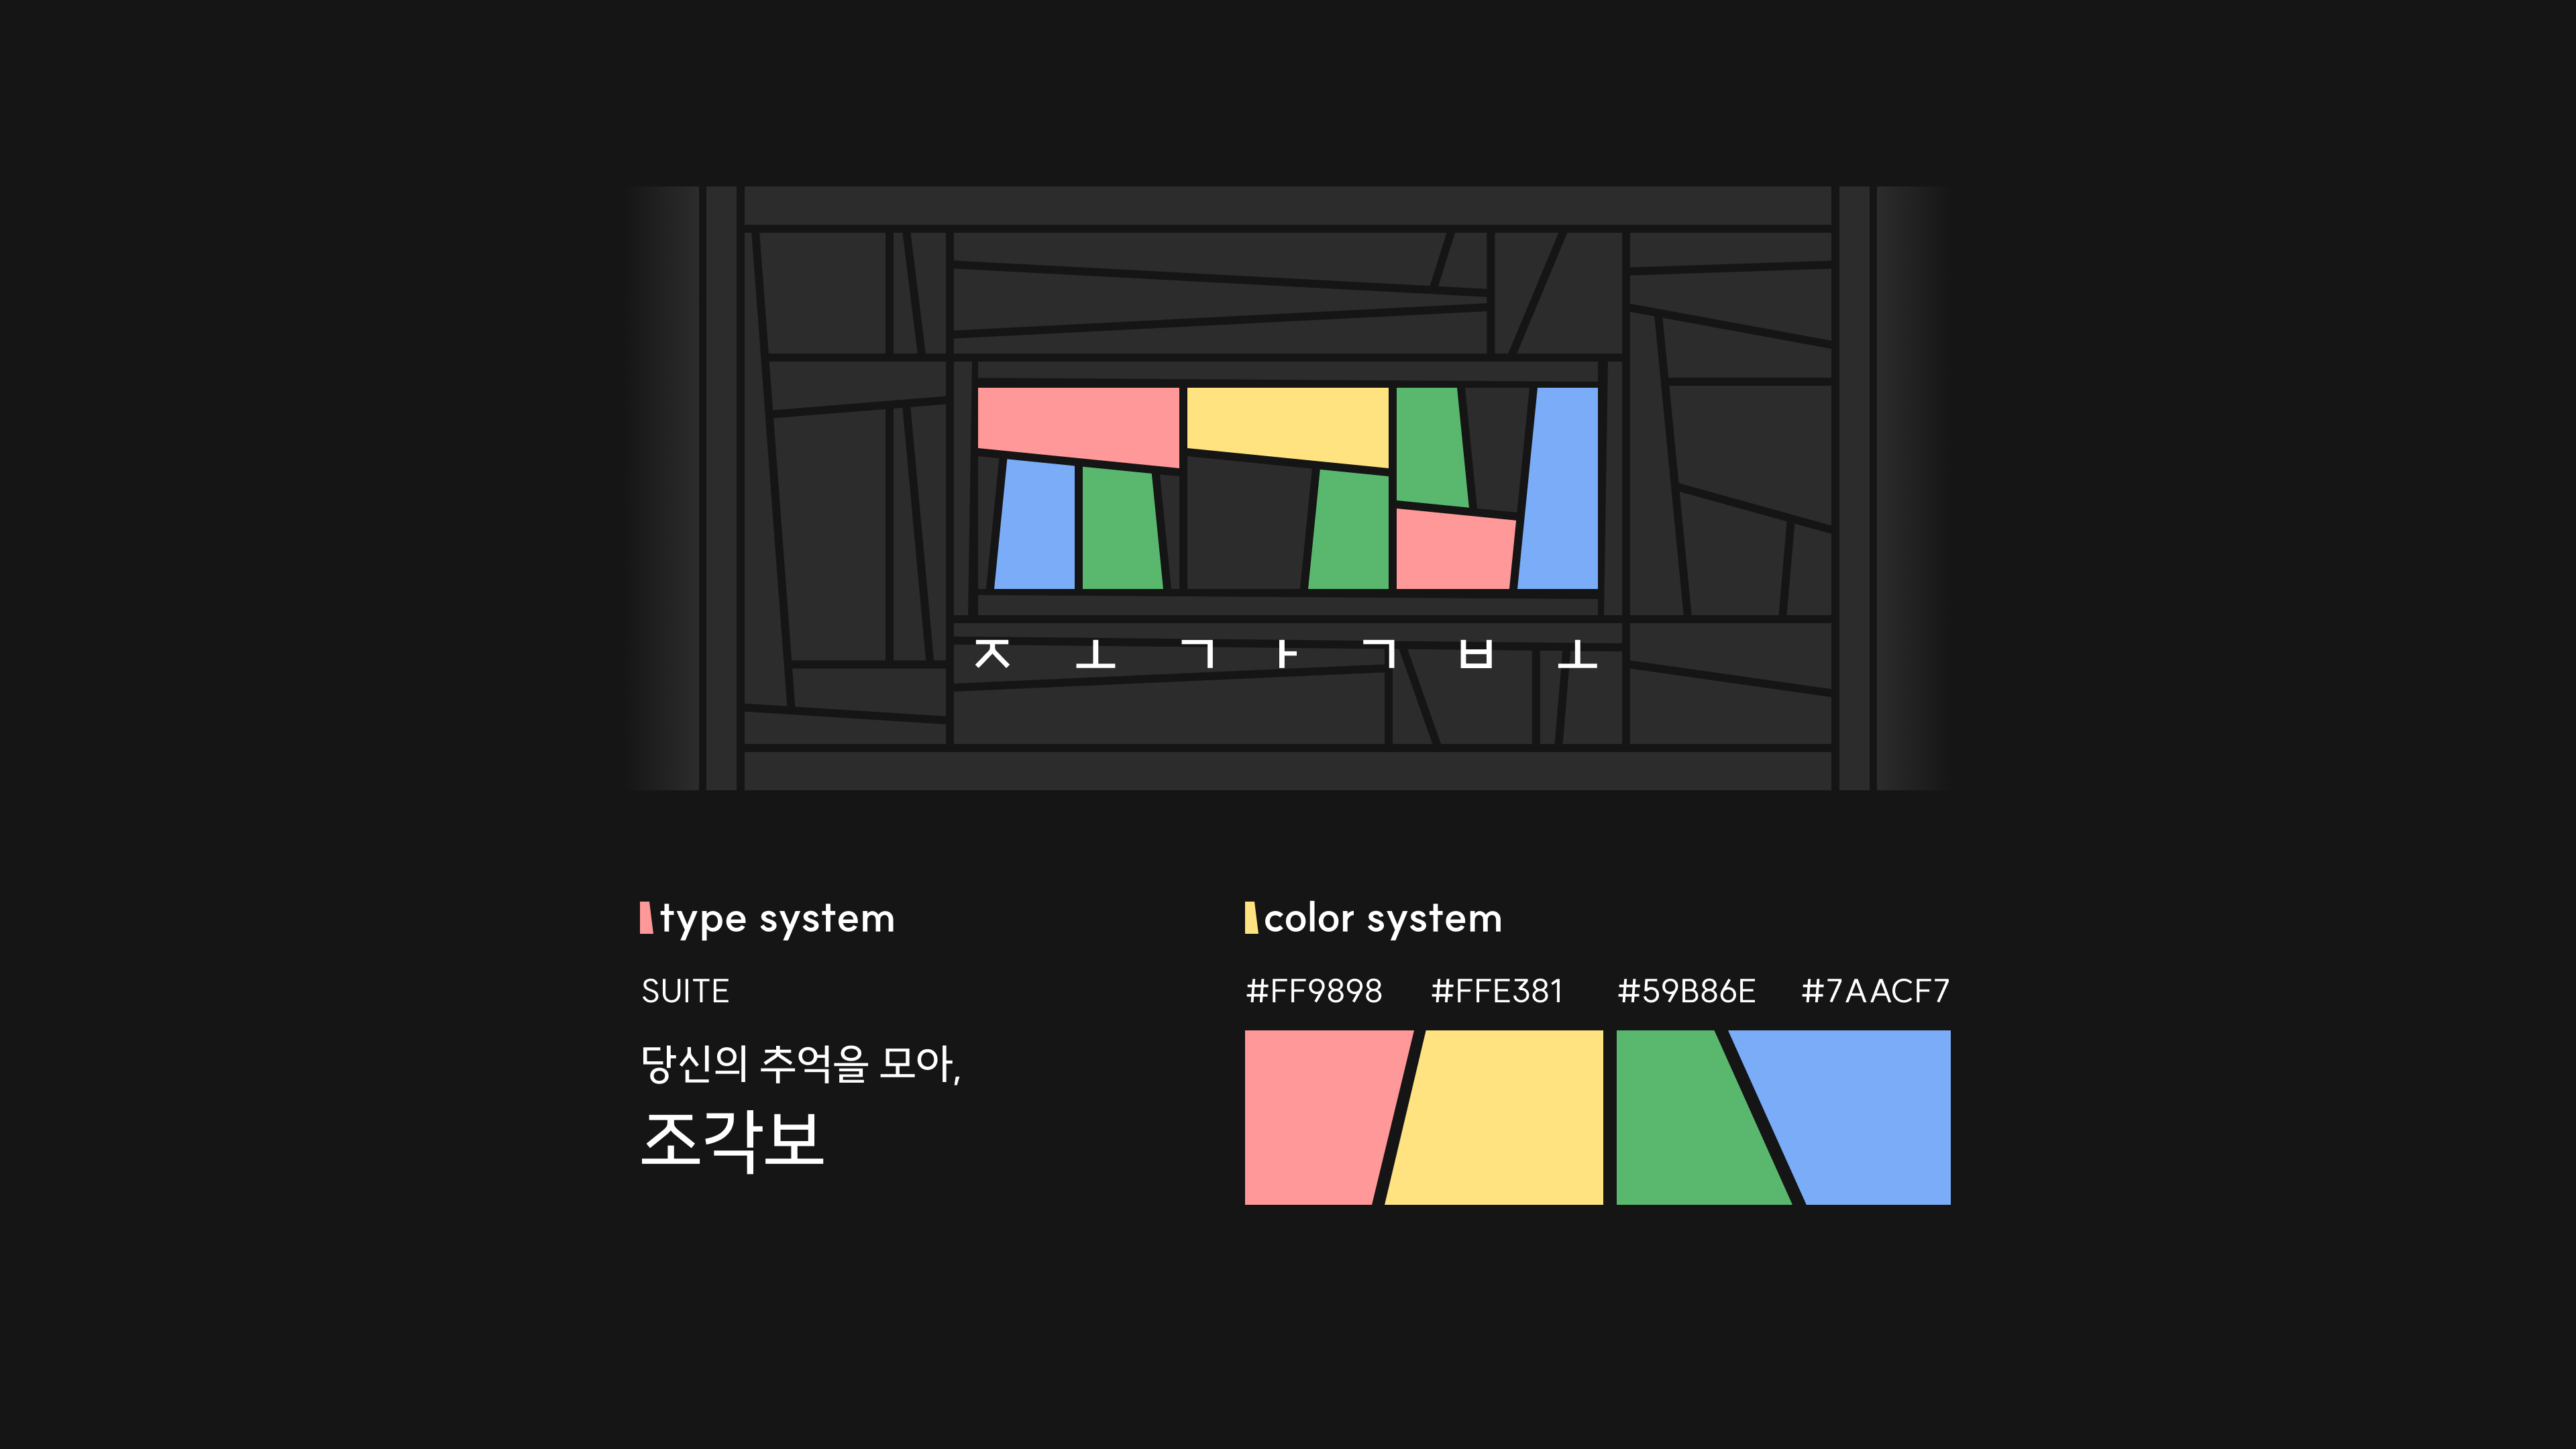 ㅈ ㅗ ㄱ ㅏ ㄱ ㅂ ㅗ
type system
SUITE
당신의 추억을 모아,
조각보
color system
#FF9898 #FFE381 #59B86E #7AACF7